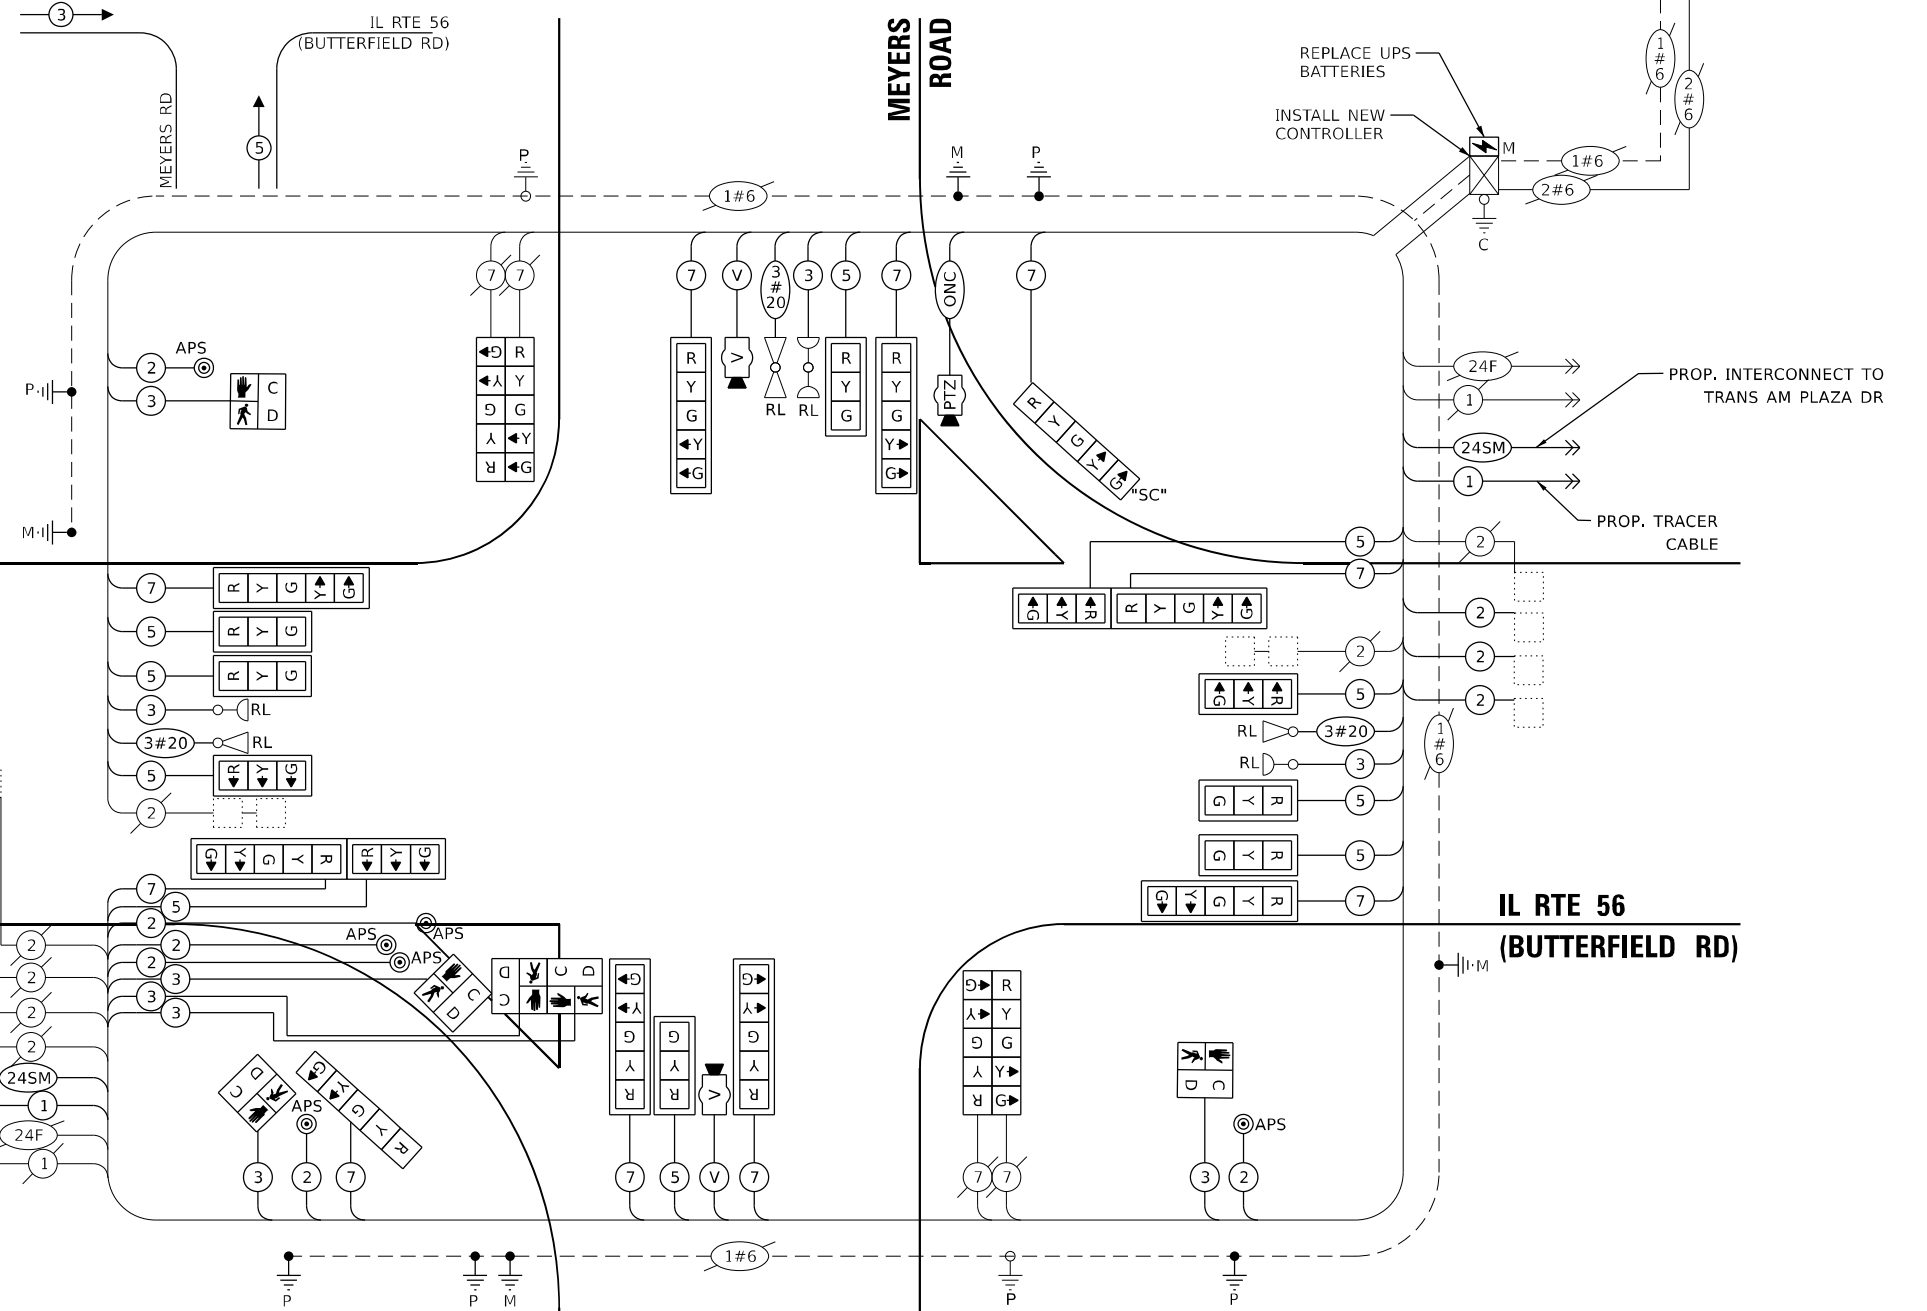 3
IL RTE 56
(BUTTERFIELD RD)
MEYERS RD
5
MEYERS
ROAD
REPLACE UPS
BATTERIES
INSTALL NEW
CONTROLLER
M
1#6
2#6
1#6
2#6
C
P
1#6
M
P
7 7
7 V 3#20 3 5 7 ONC 7
APS
2
3
C
D
P
M
G R
Y Y
G G
Y Y
R G
R
Y
G
Y
G
V
RL
RL
R
Y
G
R
Y
G
Y
G
PTZ
R Y G Y G
"SC"
24F
1
24SM
1
PROP. INTERCONNECT TO
TRANS AM PLAZA DR
PROP. TRACER
CABLE
5
2
7
G Y R R Y G Y G
2
2
2
2
G Y R 5
RL 3#20
RL 3
G Y R 5
G Y R 5
G Y G Y R 7
1#6
7 R Y G Y G
5 R Y G
5 R Y G
3 RL
3#20 RL
5 R Y G
2
G Y G Y R R Y G
7
5
2 APS
2 APS
2 APS
3
3
3
2
2
2
2
24SM
1
24F
1
C
D
D C D
C
G
Y
G
Y
R
G
Y
R
V
G
Y
G
Y
R
D
C
APS
G Y G Y R
3 2 7
7 5 V 7
G R
Y Y
G G
Y Y
R G
7 7
D C
APS
3 2
IL RTE 56
(BUTTERFIELD RD)
M
1#6
P
P
M
P
P